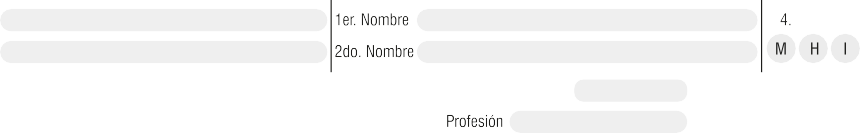 1er. Nombre
4.
2do. Nombre
M H I
Profesión